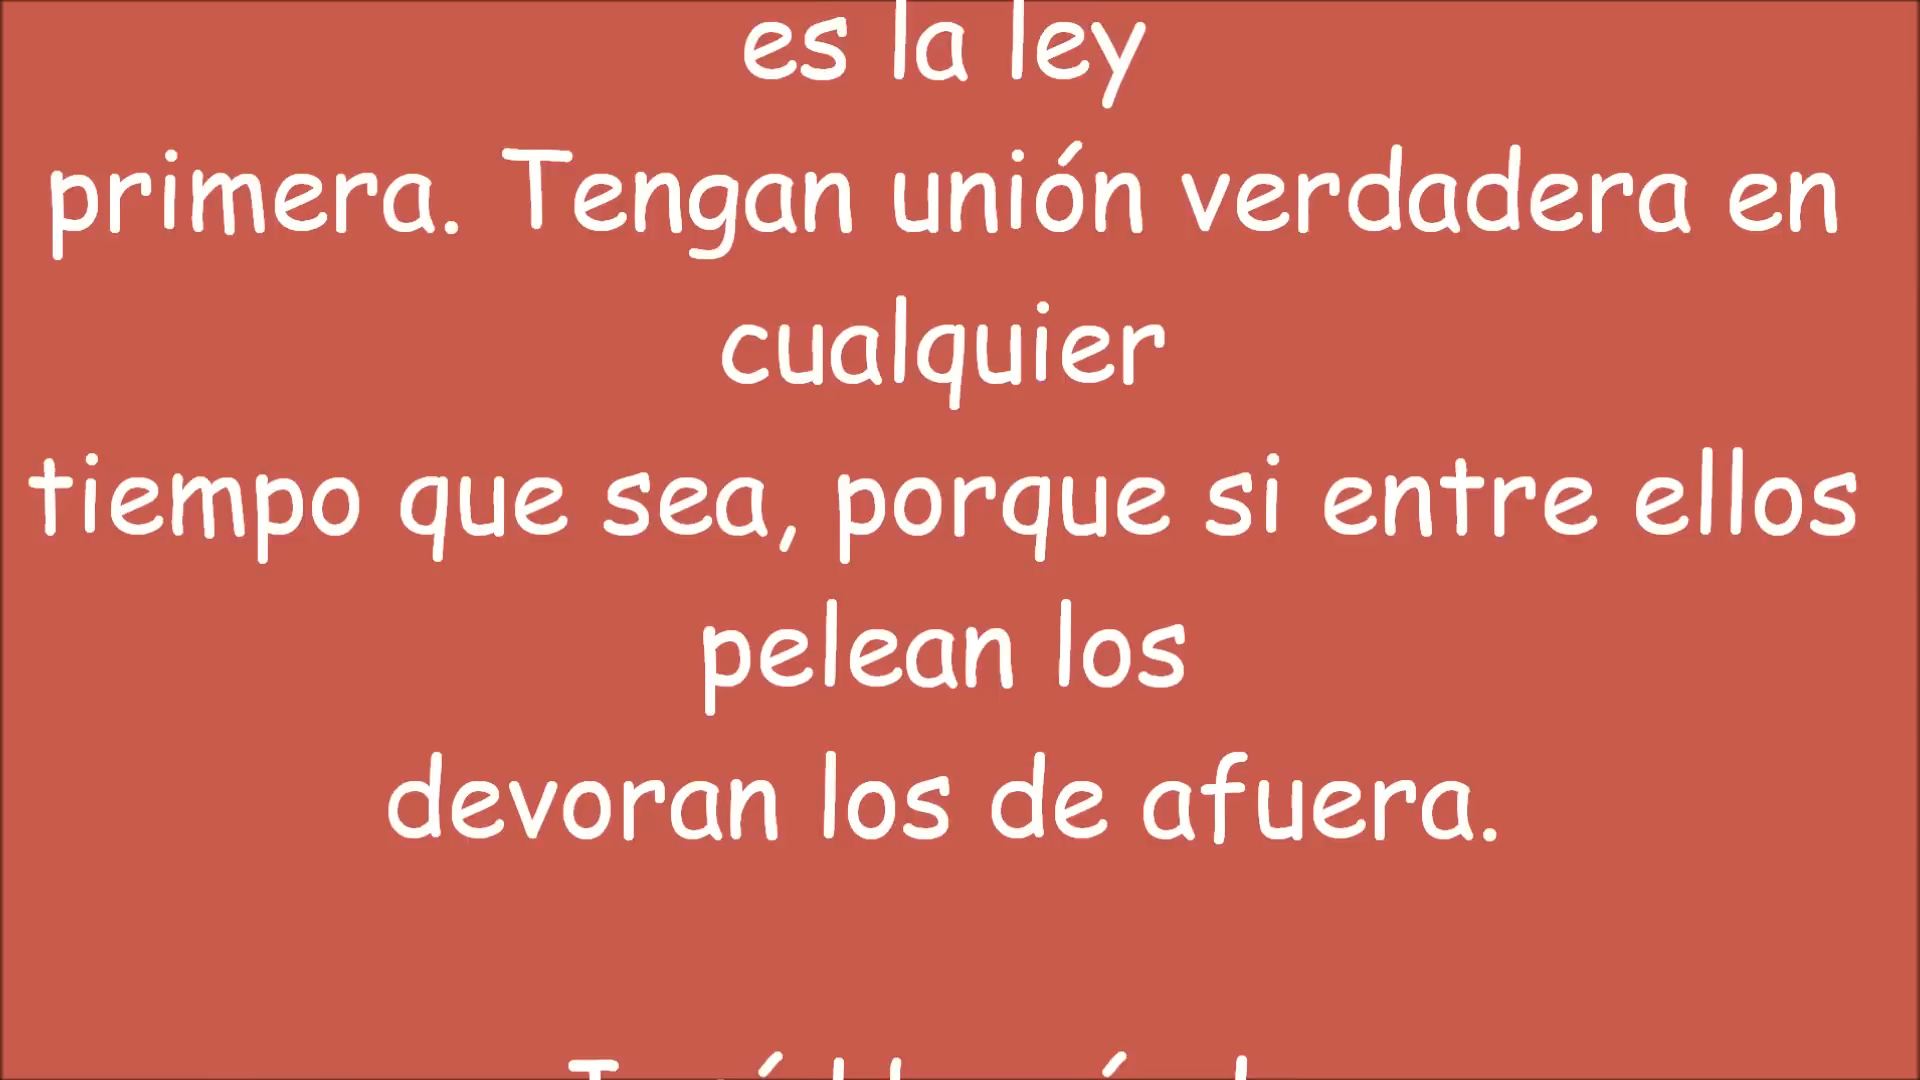 es la ley
primera. Tengan unión verdadera en
cualquier
tiempo que sea, porque si entre ellos
pelean los
devoran los de afuera.